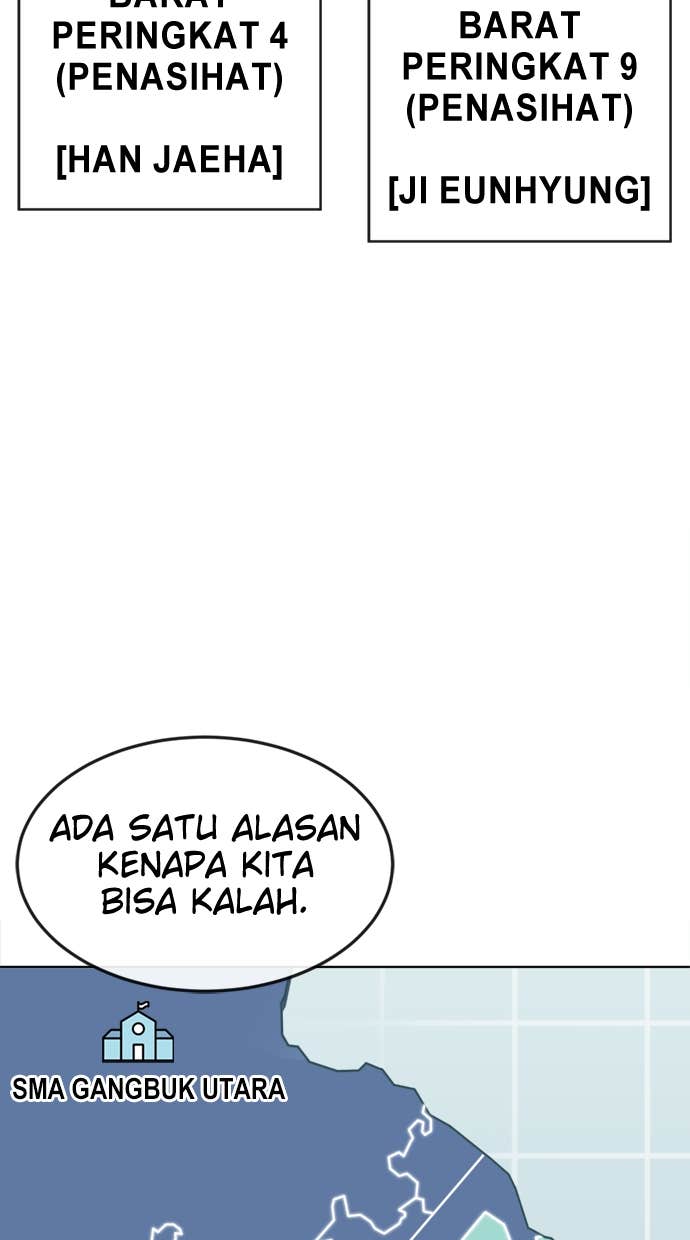 BARAT
PERINGKAT 4
(PENASIHAT)
[HAN JAEHA]
BARAT
PERINGKAT 9
(PENASIHAT)
[JI EUNHYUNG]
ADA SATU ALASAN
KENAPA KITA
BISA KALAH.
SMA GANGBUK UTARA